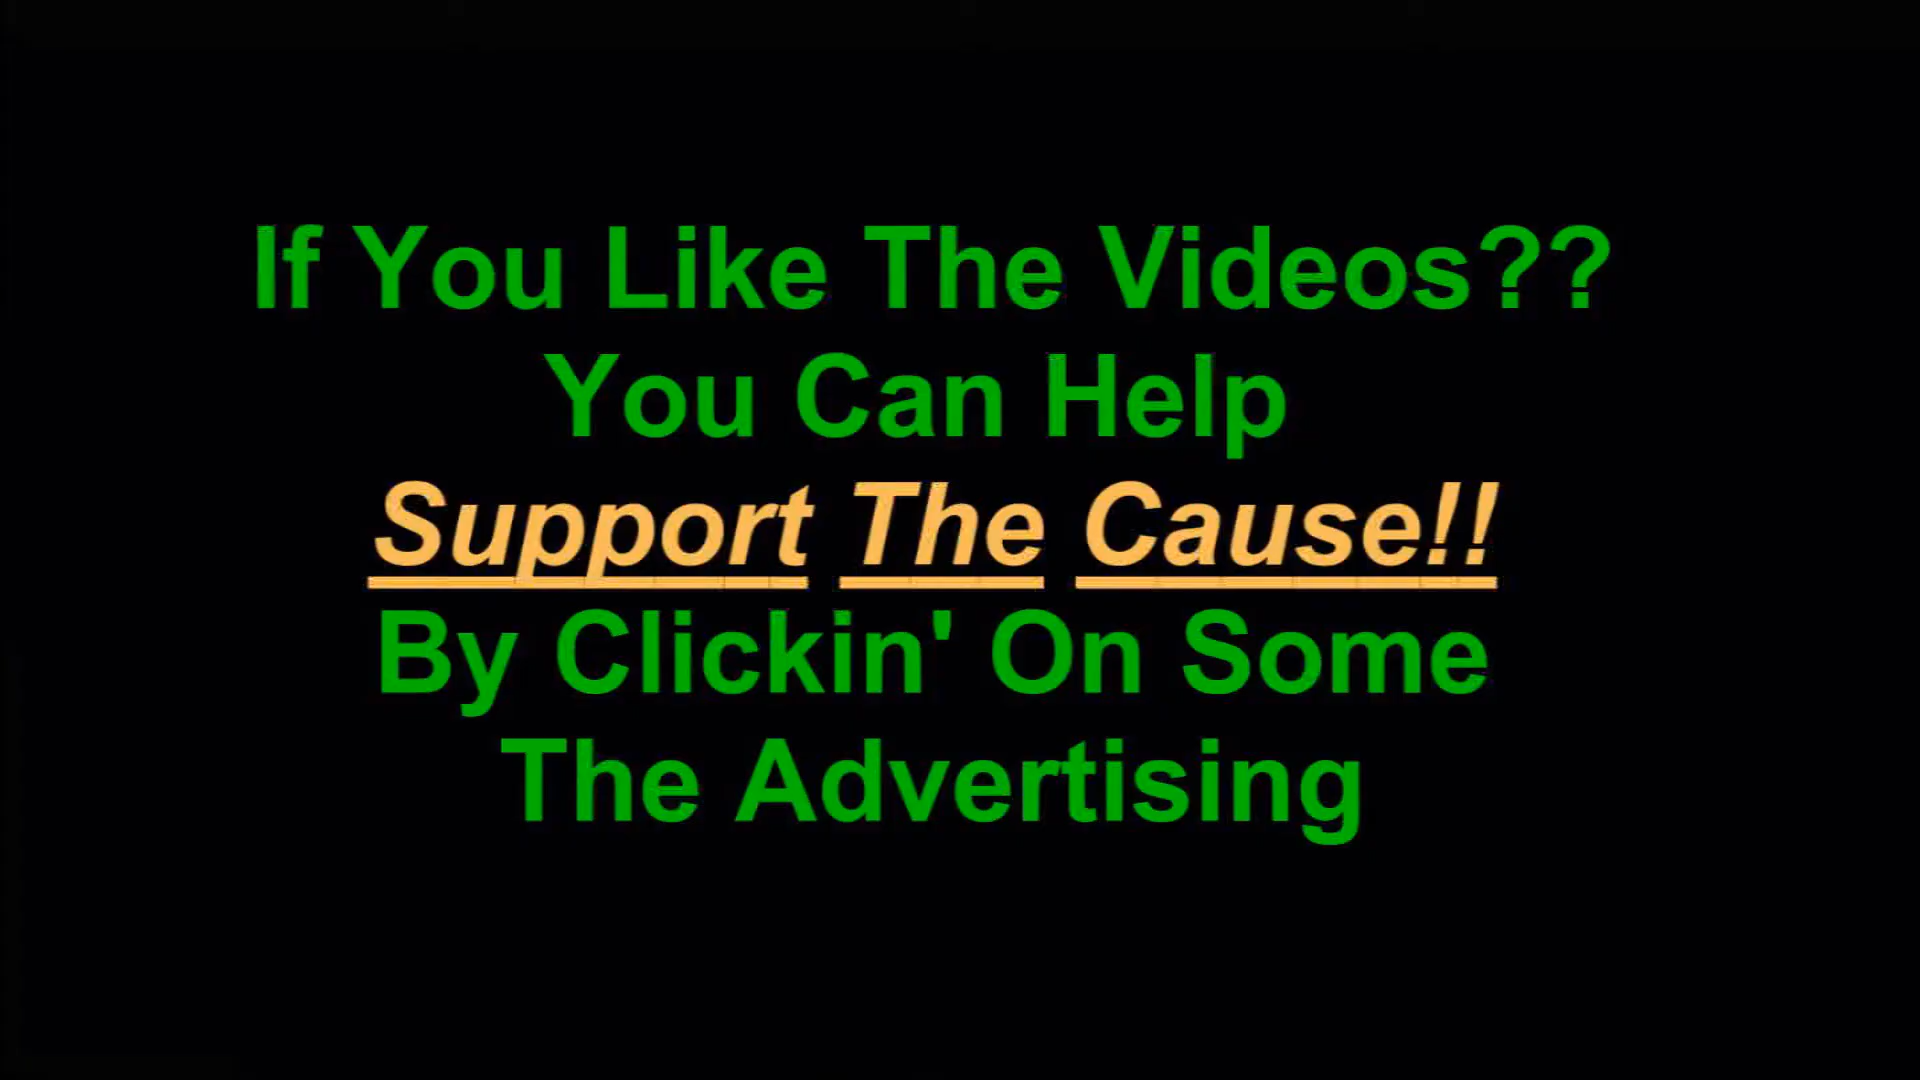 If You Like The Videos??
You Can Help
Support The Cause!!
By Clickin' On Some
The Advertising